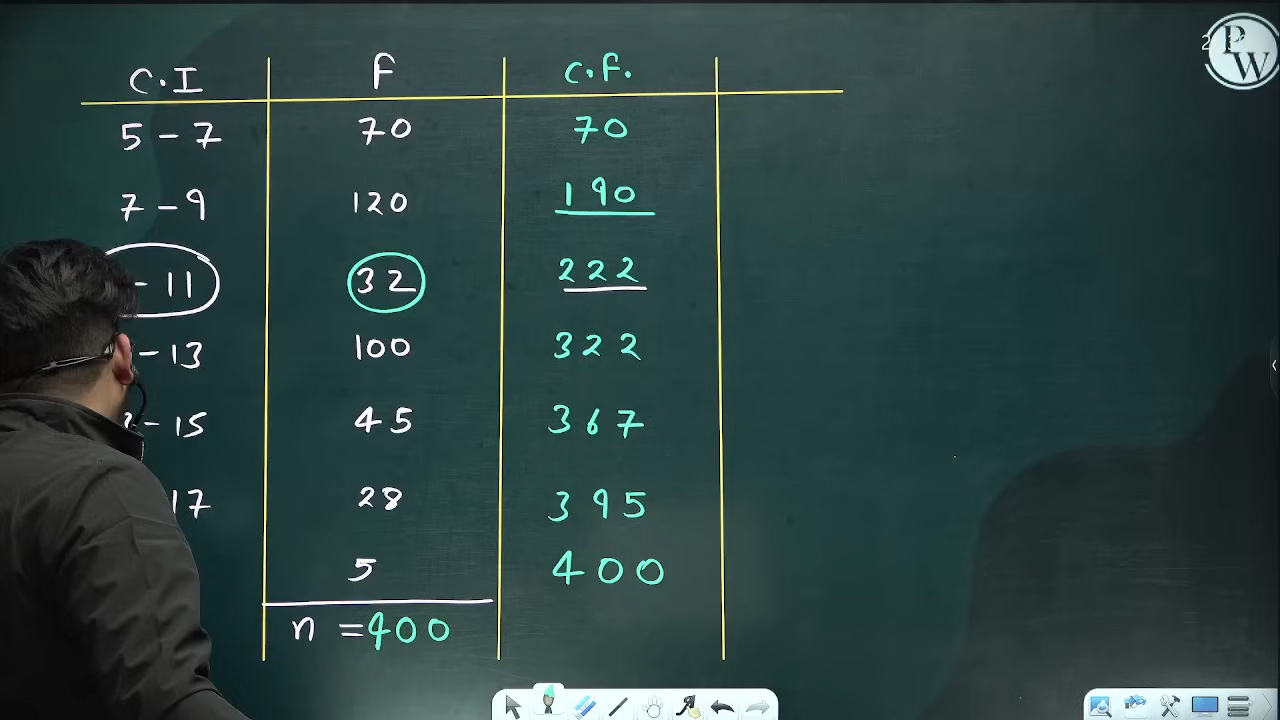 C.I F c.f.
5 - 7 70 70
7 - 9 120 190
- 11 32 222
- 13 100 322
- 15 45 367
17 28 395
5 400
n = 400
PW